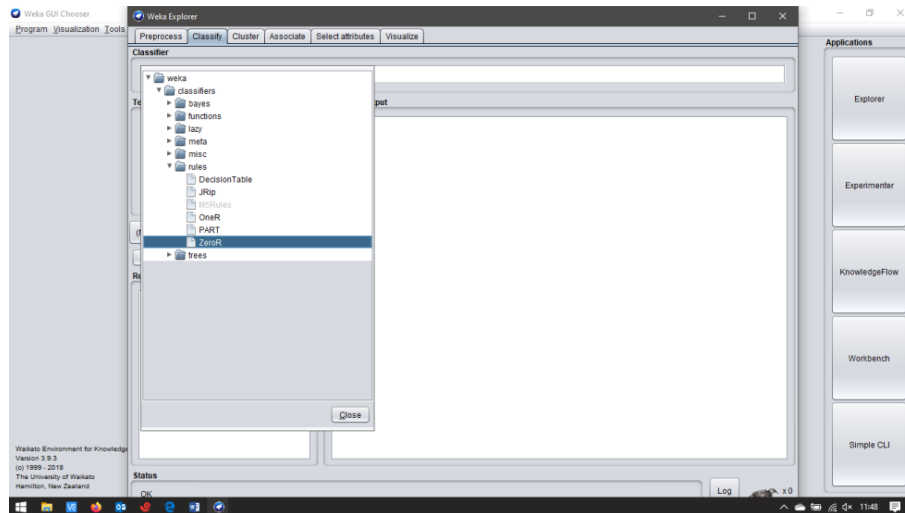 Weka GUI Chooser
Program Visualization Tools
Weka Explorer
Preprocess Classify Cluster Associate Select attributes Visualize
Classifier
weka
classifiers
bayes
functions
lazy
meta
misc
rules
DecisionTable
JRip
M5Rules
OneR
PART
ZeroR
trees
Close
Status
OK
Log
x 0
Applications
Explorer
Experimenter
KnowledgeFlow
Workbench
Simple CLI
Waikato Environment for Knowledge
Version 3.9.3
(c) 1999 - 2018
The University of Waikato
Hamilton, New Zealand
11:48